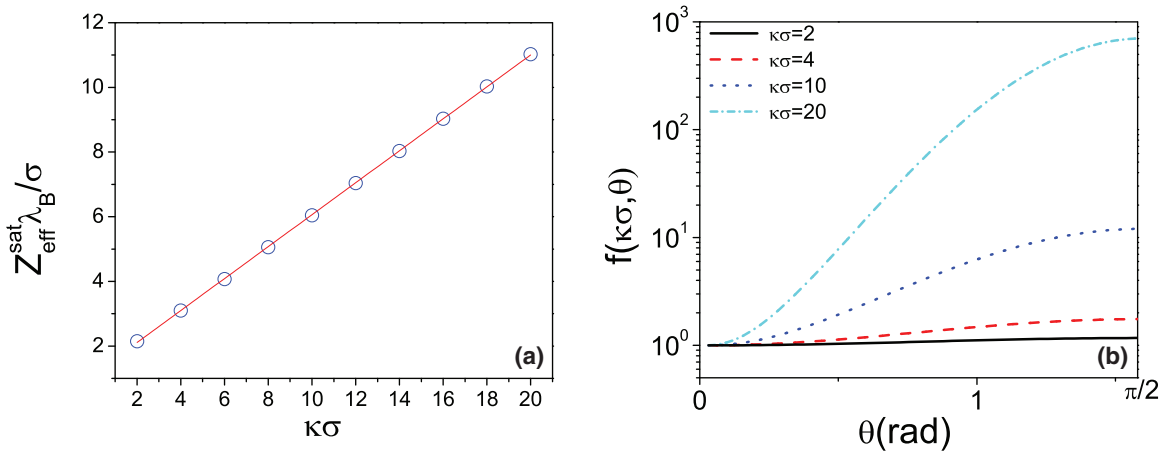 12
10
8
6
4
2
Z_eff^sat λ_B/σ
2 4 6 8 10 12 14 16 18 20
κσ
(a)
10^3
10^2
10^1
10^0
f(κσ,θ)
κσ=2
κσ=4
κσ=10
κσ=20
0 1 π/2
θ(rad)
(b)